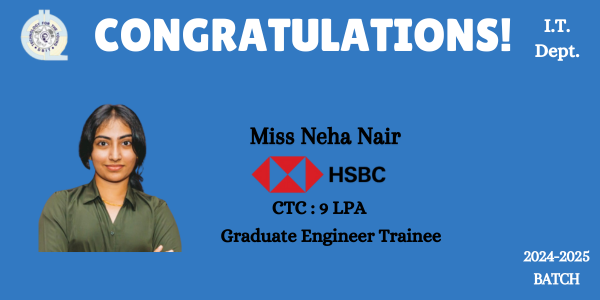 CONGRATULATIONS!
I.T.
Dept.
Miss Neha Nair
HSBC
CTC : 9 LPA
Graduate Engineer Trainee
2024-2025
BATCH